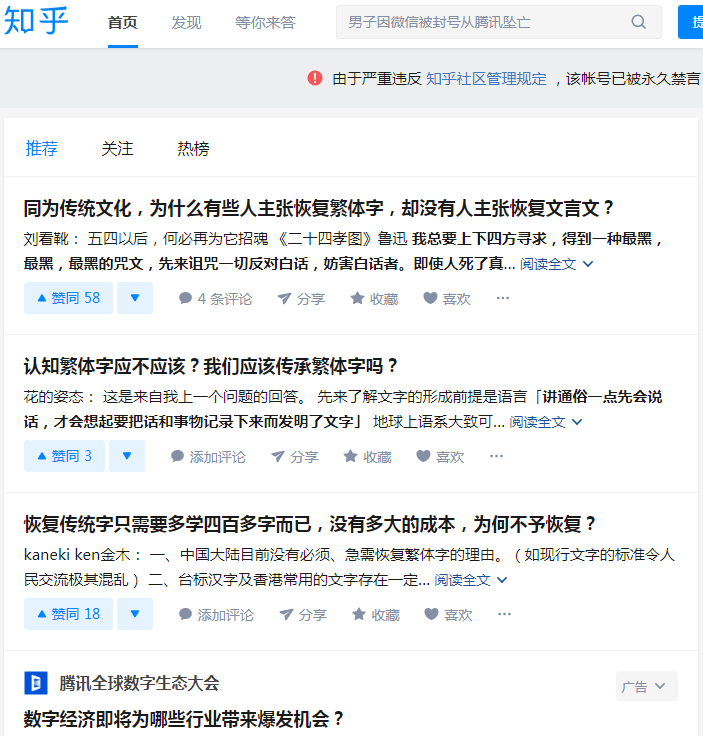 知乎 首页 发现 等你来答 男子因微信被封号从腾讯坠亡 提
由于严重违反 知乎社区管理规定 ，该帐号已被永久禁言
推荐 关注 热榜
同为传统文化，为什么有些人主张恢复繁体字，却没有人主张恢复文言文？
刘看靴： 五四以后，何必再为它招魂 《二十四孝图》鲁迅 我总要上下四方寻求，得到一种最黑，
最黑，最黑的咒文，先来诅咒一切反对白话，妨害白话者。即使人死了真... 阅读全文
赞同 58 4 条评论 分享 收藏 喜欢 ···
认知繁体字应不应该？我们应该传承繁体字吗？
花的姿态： 这是来自我上一个问题的回答。 先来了解文字的形成前提是语言「讲通俗一点先会说
话，才会想起要把话和事物记录下来而发明了文字」 地球上语系大致可... 阅读全文
赞同 3 添加评论 分享 收藏 喜欢 ···
恢复传统字只需要多学四百多字而已，没有多大的成本，为何不予恢复？
kaneki ken金木： 一、中国大陆目前没有必须、急需恢复繁体字的理由。（如现行文字的标准令人
民交流极其混乱 ） 二、台标汉字及香港常用的文字存在一定... 阅读全文
赞同 18 添加评论 分享 收藏 喜欢 ···
腾讯全球数字生态大会 广告
数字经济即将为哪些行业带来爆发机会？